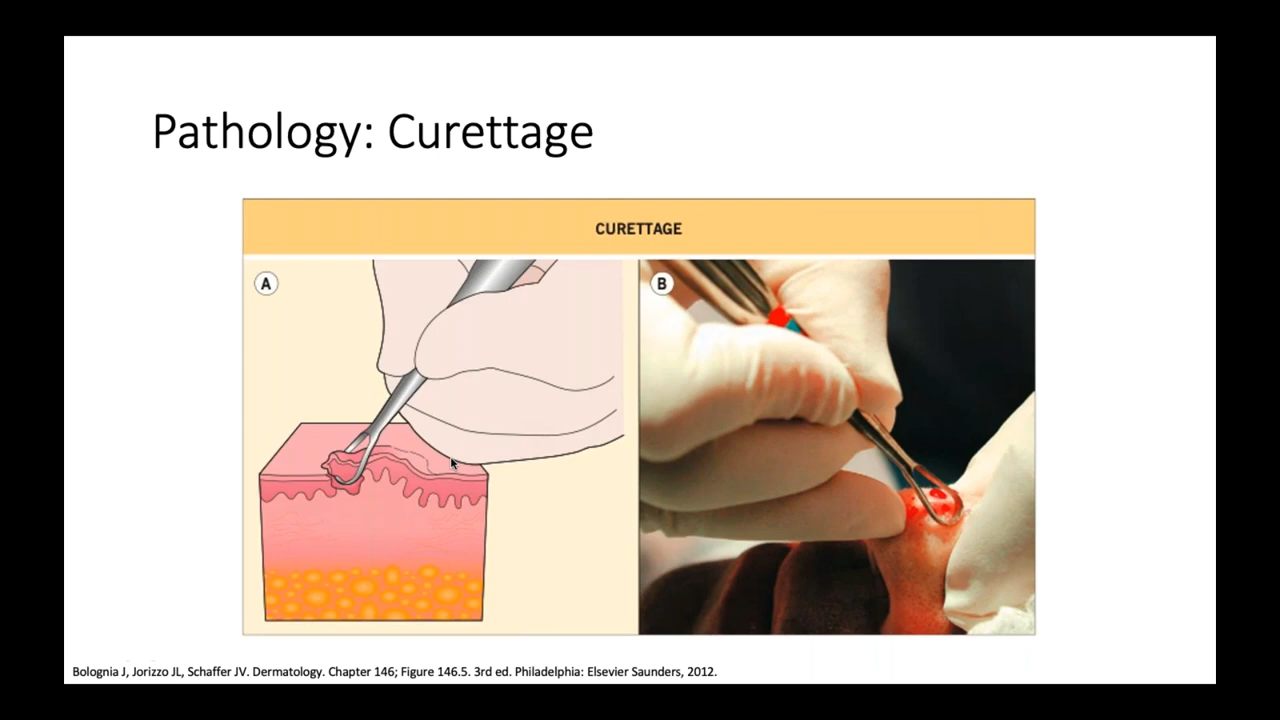 Pathology: Curettage
CURETTAGE
A
B
Bolognia J, Jorizzo JL, Schaffer JV. Dermatology. Chapter 146; Figure 146.5. 3rd ed. Philadelphia: Elsevier Saunders, 2012.